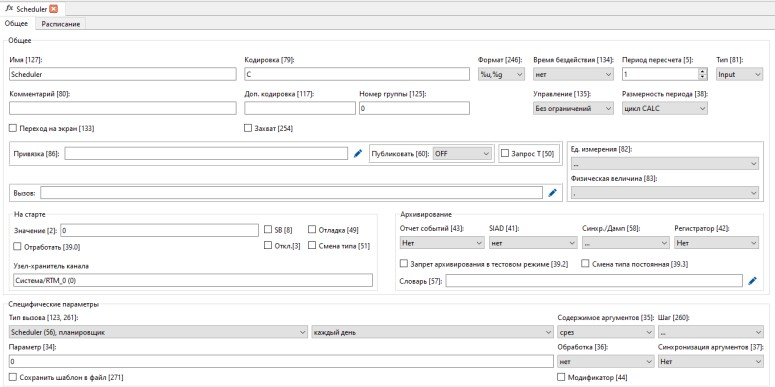 fx Scheduler
Общее Расписание
Общее
Имя [127]: Кодировка [79] Формат [246]: Время бездействия [134]: Период пересчета [5]: Тип [81]:
Scheduler C %u,%g нет 1 Input
Комментарий [80]: Доп. кодировка [117]: Номер группы [125]: Управление [135]: Размерность периода [38]:
0 Без ограничений цикл CALC
Переход на экран [133] Захват [254]
Привязка [86]: Публиковать [60]: OFF Запрос Т [50] Ед. измерения [82]:
...
Физическая величина [83]:
Вызов: .
На старте Архивирование
Значение [2]: 0 SB [8] Отладка [49] Отчет событий [43]: SIAD [41]: Синхр./Дамп [58]: Регистратор [42]:
Отработать [39.0] Откл.[3] Смена типа [51] Нет нет ... Нет
Запрет архивирования в тестовом режиме [39.2] Смена типа постоянная [39.3]
Узел-хранитель канала
Система/RTM_0 (0) Словарь [57]:
Специфические параметры
Тип вызова [123, 261]: Содержимое аргументов [35]: Шаг [260]:
Scheduler (56), планировщик каждый день срез ...
Параметр [34]: Обработка [36]: Синхронизация аргументов [37]:
0 нет Нет
Сохранить шаблон в файл [271] Модификатор [44]